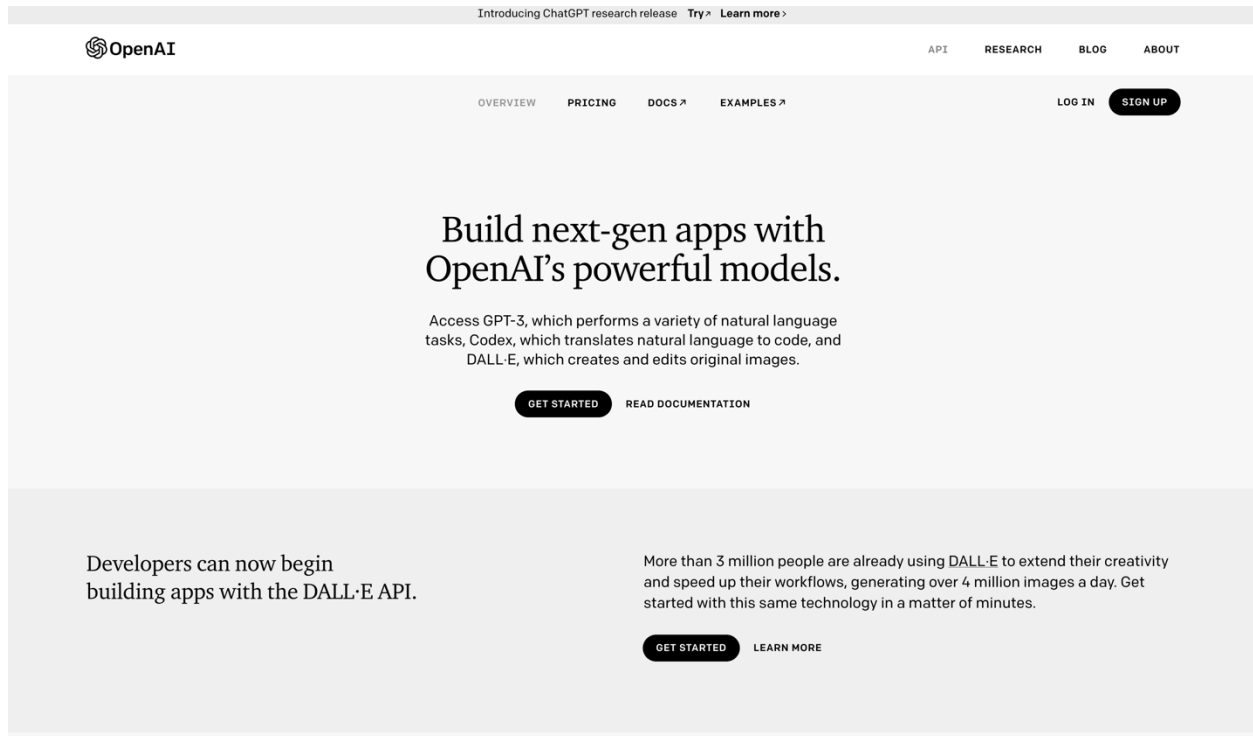 Introducing ChatGPT research release Try↗ Learn more ›
OpenAI
API RESEARCH BLOG ABOUT
OVERVIEW PRICING DOCS↗ EXAMPLES↗ LOG IN SIGN UP
Build next-gen apps with
OpenAI’s powerful models.
Access GPT-3, which performs a variety of natural language
tasks, Codex, which translates natural language to code, and
DALL·E, which creates and edits original images.
GET STARTED READ DOCUMENTATION
Developers can now begin
building apps with the DALL·E API.
More than 3 million people are already using DALL·E to extend their creativity
and speed up their workflows, generating over 4 million images a day. Get
started with this same technology in a matter of minutes.
GET STARTED LEARN MORE